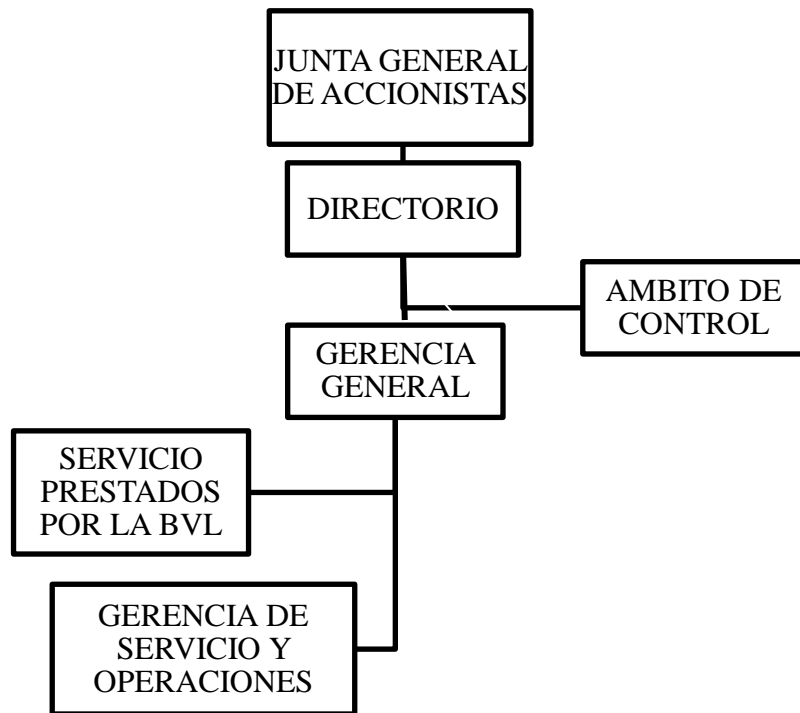 JUNTA GENERAL
DE ACCIONISTAS
DIRECTORIO
AMBITO DE
CONTROL
GERENCIA
GENERAL
SERVICIO
PRESTADOS
POR LA BVL
GERENCIA DE
SERVICIO Y
OPERACIONES